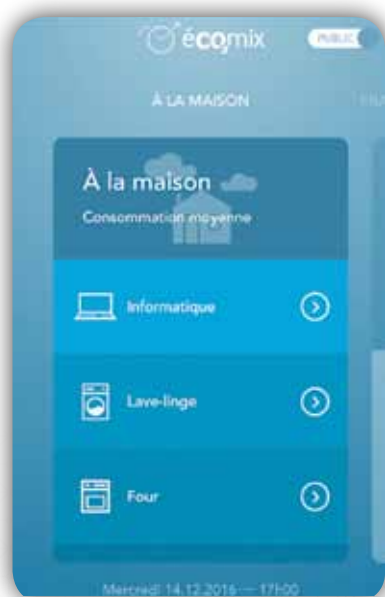 éco₂mix
PUBLIC
À LA MAISON
À la maison
Consommation moyenne
Informatique
Lave-linge
Four
Mercredi 14.12.2016 — 17h00